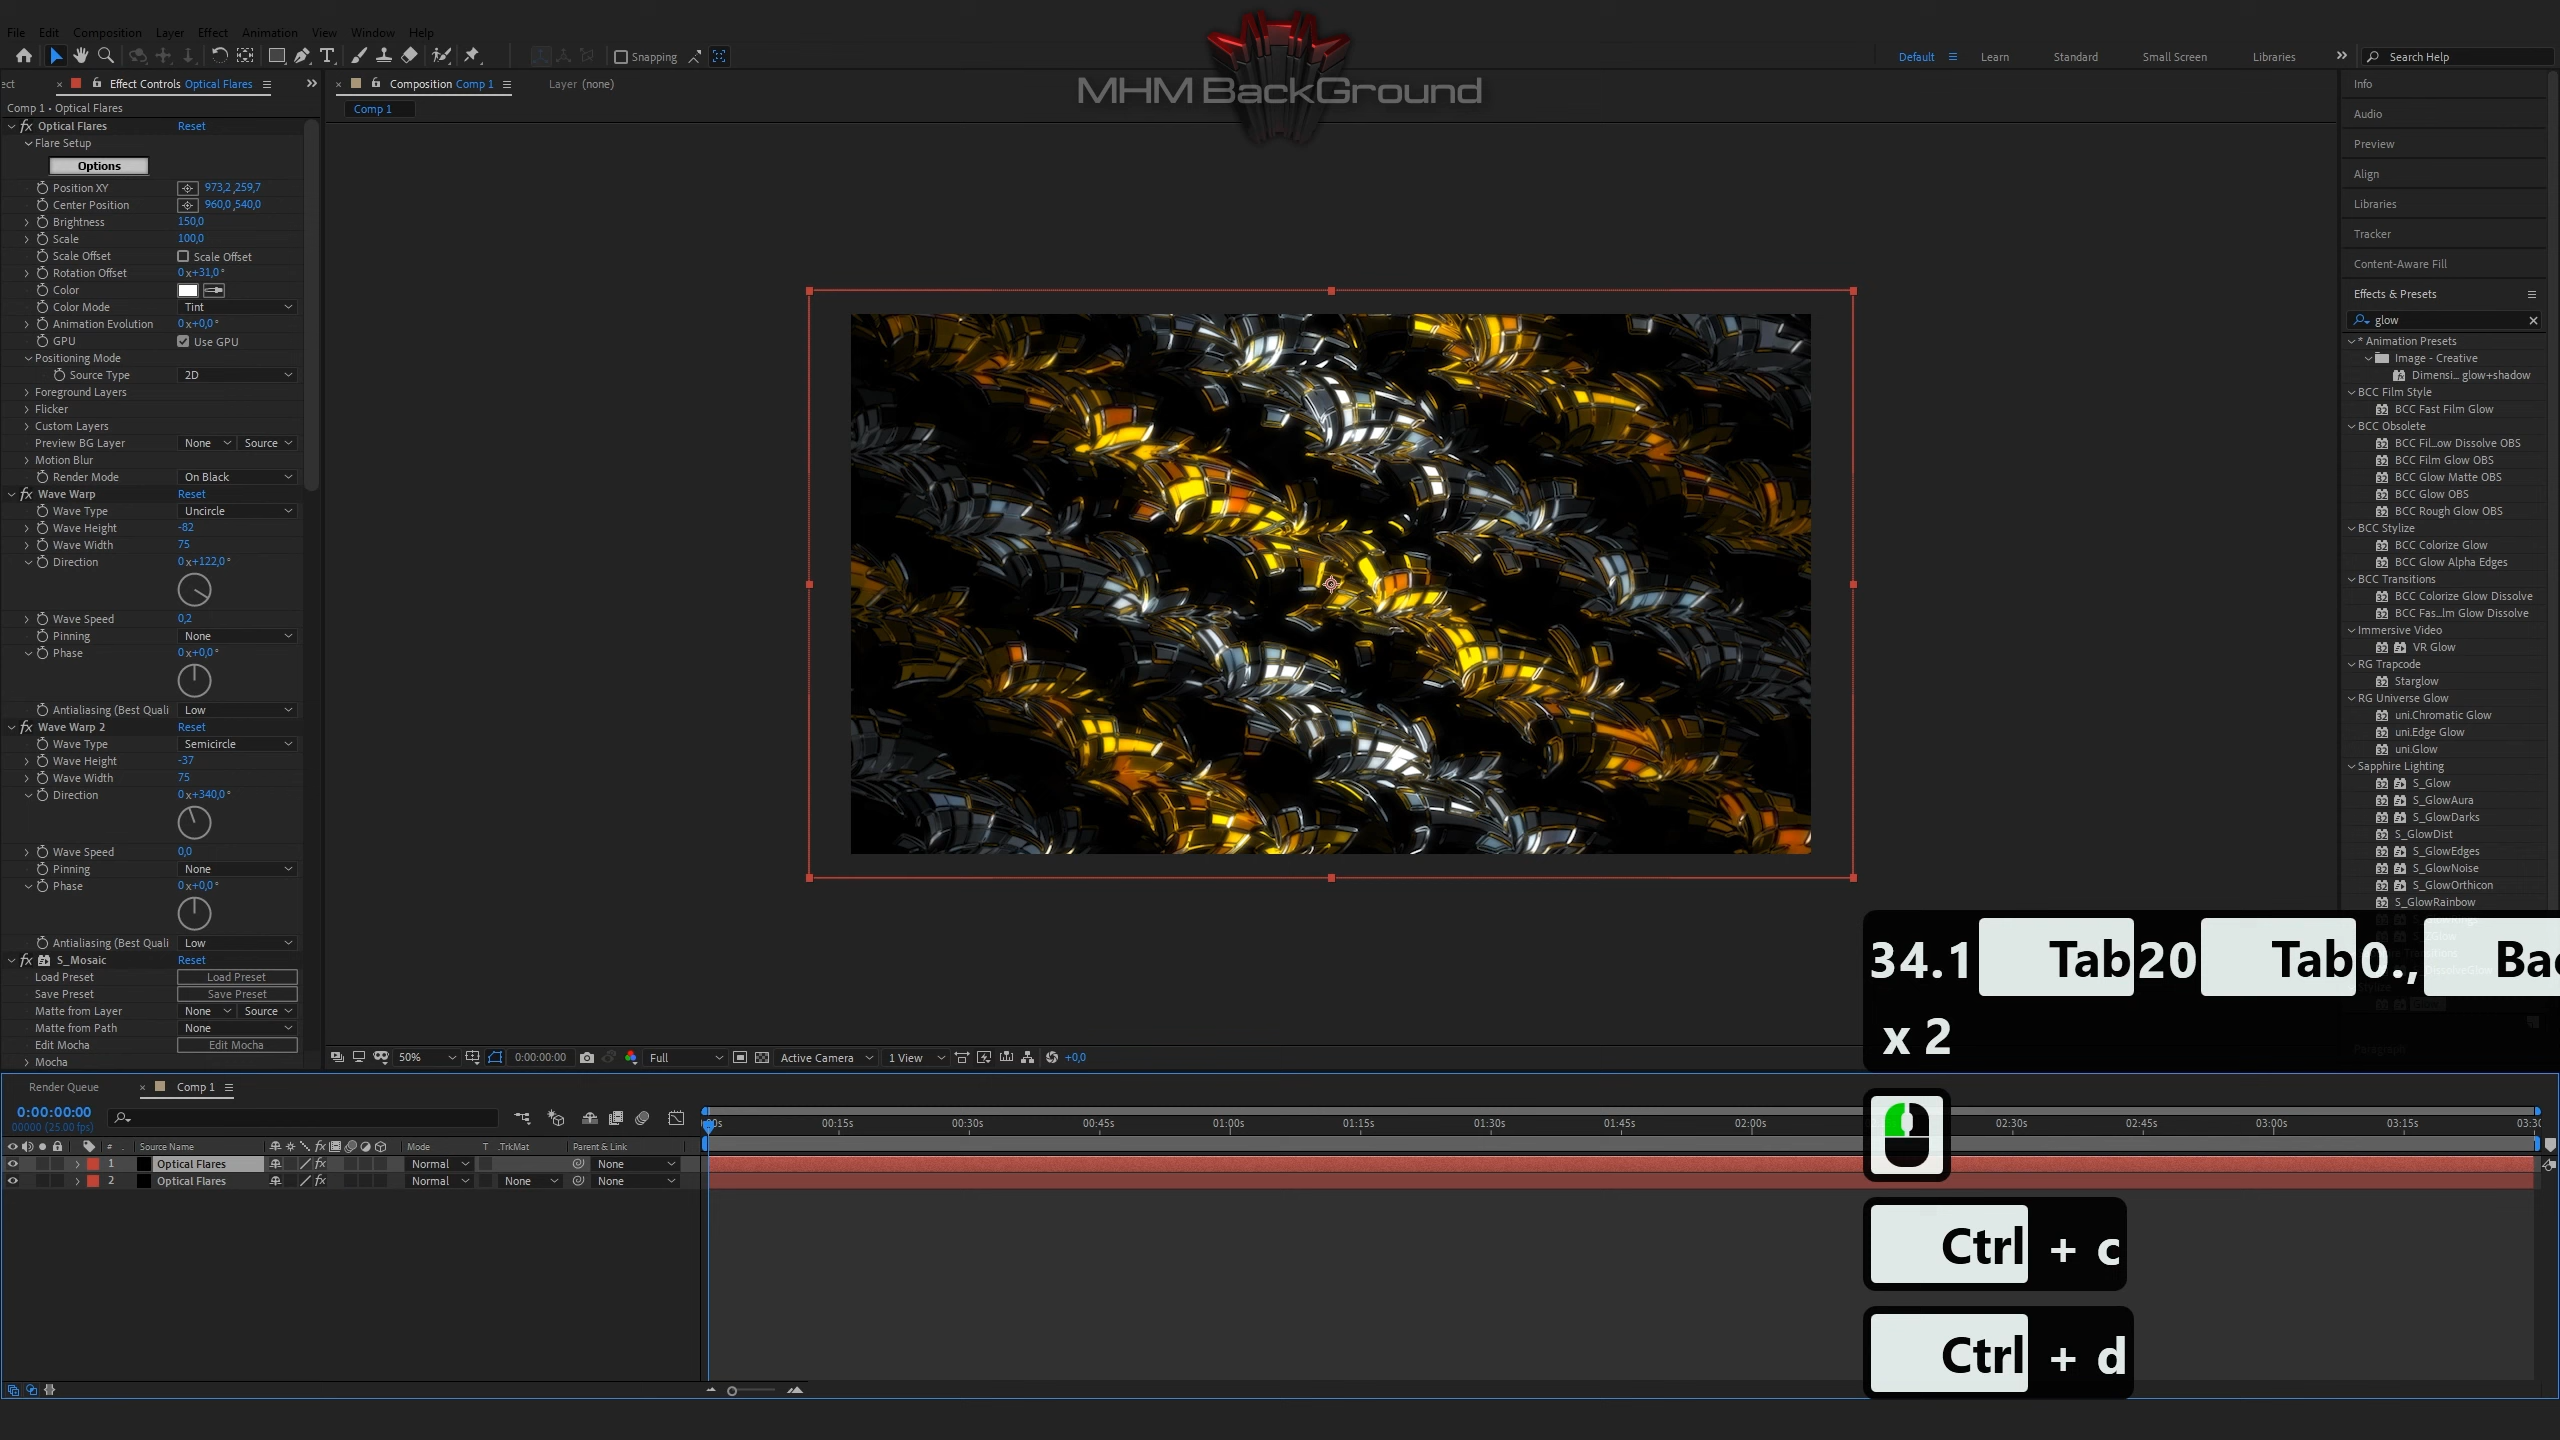 File Edit Composition Layer Effect Animation View Window Help
MHM BackGround
Snapping
Default Learn Standard Small Screen Libraries Search Help
Effect Controls Optical Flares
Composition Comp 1 Layer (none)
Comp 1 • Optical Flares
Comp 1
Optical Flares Reset
Flare Setup
Options
Position XY 973,2,259,7
Center Position 960,0,540,0
Brightness 150,0
Scale 100,0
Scale Offset Scale Offset
Rotation Offset 0x+31,0°
Color
Color Mode Tint
Animation Evolution 0x+0,0°
GPU Use GPU
Positioning Mode
Source Type 2D
Foreground Layers
Flicker
Custom Layers
Preview BG Layer None Source
Motion Blur
Render Mode On Black
Wave Warp Reset
Wave Type Uncircle
Wave Height -82
Wave Width 75
Direction 0x+122,0°
Wave Speed 0,2
Pinning None
Phase 0x+0,0°
Antialiasing (Best Quali Low
Wave Warp 2 Reset
Wave Type Semicircle
Wave Height -37
Wave Width 75
Direction 0x+340,0°
Wave Speed 0,0
Pinning None
Phase 0x+0,0°
Antialiasing (Best Quali Low
S_Mosaic Reset
Load Preset Load Preset
Save Preset Save Preset
Matte from Layer None Source
Matte from Path None
Edit Mocha Edit Mocha
Mocha
Info
Audio
Preview
Align
Libraries
Tracker
Content-Aware Fill
Effects & Presets
glow
* Animation Presets
Image - Creative
Dimensi... glow+shadow
BCC Film Style
BCC Fast Film Glow
BCC Obsolete
BCC Fil...ow Dissolve OBS
BCC Film Glow OBS
BCC Glow Matte OBS
BCC Glow OBS
BCC Rough Glow OBS
BCC Stylize
BCC Colorize Glow
BCC Glow Alpha Edges
BCC Transitions
BCC Colorize Glow Dissolve
BCC Fas...lm Glow Dissolve
Immersive Video
VR Glow
RG Trapcode
Starglow
RG Universe Glow
uni.Chromatic Glow
uni.Edge Glow
uni.Glow
Sapphire Lighting
S_Glow
S_GlowAura
S_GlowDarks
S_GlowDist
S_GlowEdges
S_GlowNoise
S_GlowOrthicon
S_GlowRainbow
34.1 Tab 20 Tab 0., Bac
x 2
Paragraph
50% 0:00:00:00 Full Active Camera 1 View +0,0
Render Queue Comp 1
0:00:00:00
00000 (25.00 fps)
00:15s 00:30s 00:45s 01:00s 01:15s 01:30s 01:45s 02:00s 02:30s 02:45s 03:00s 03:15s 03:30
# Source Name Mode T .TrkMat Parent & Link
1 Optical Flares Normal None
2 Optical Flares Normal None None
Ctrl + c
Ctrl + d